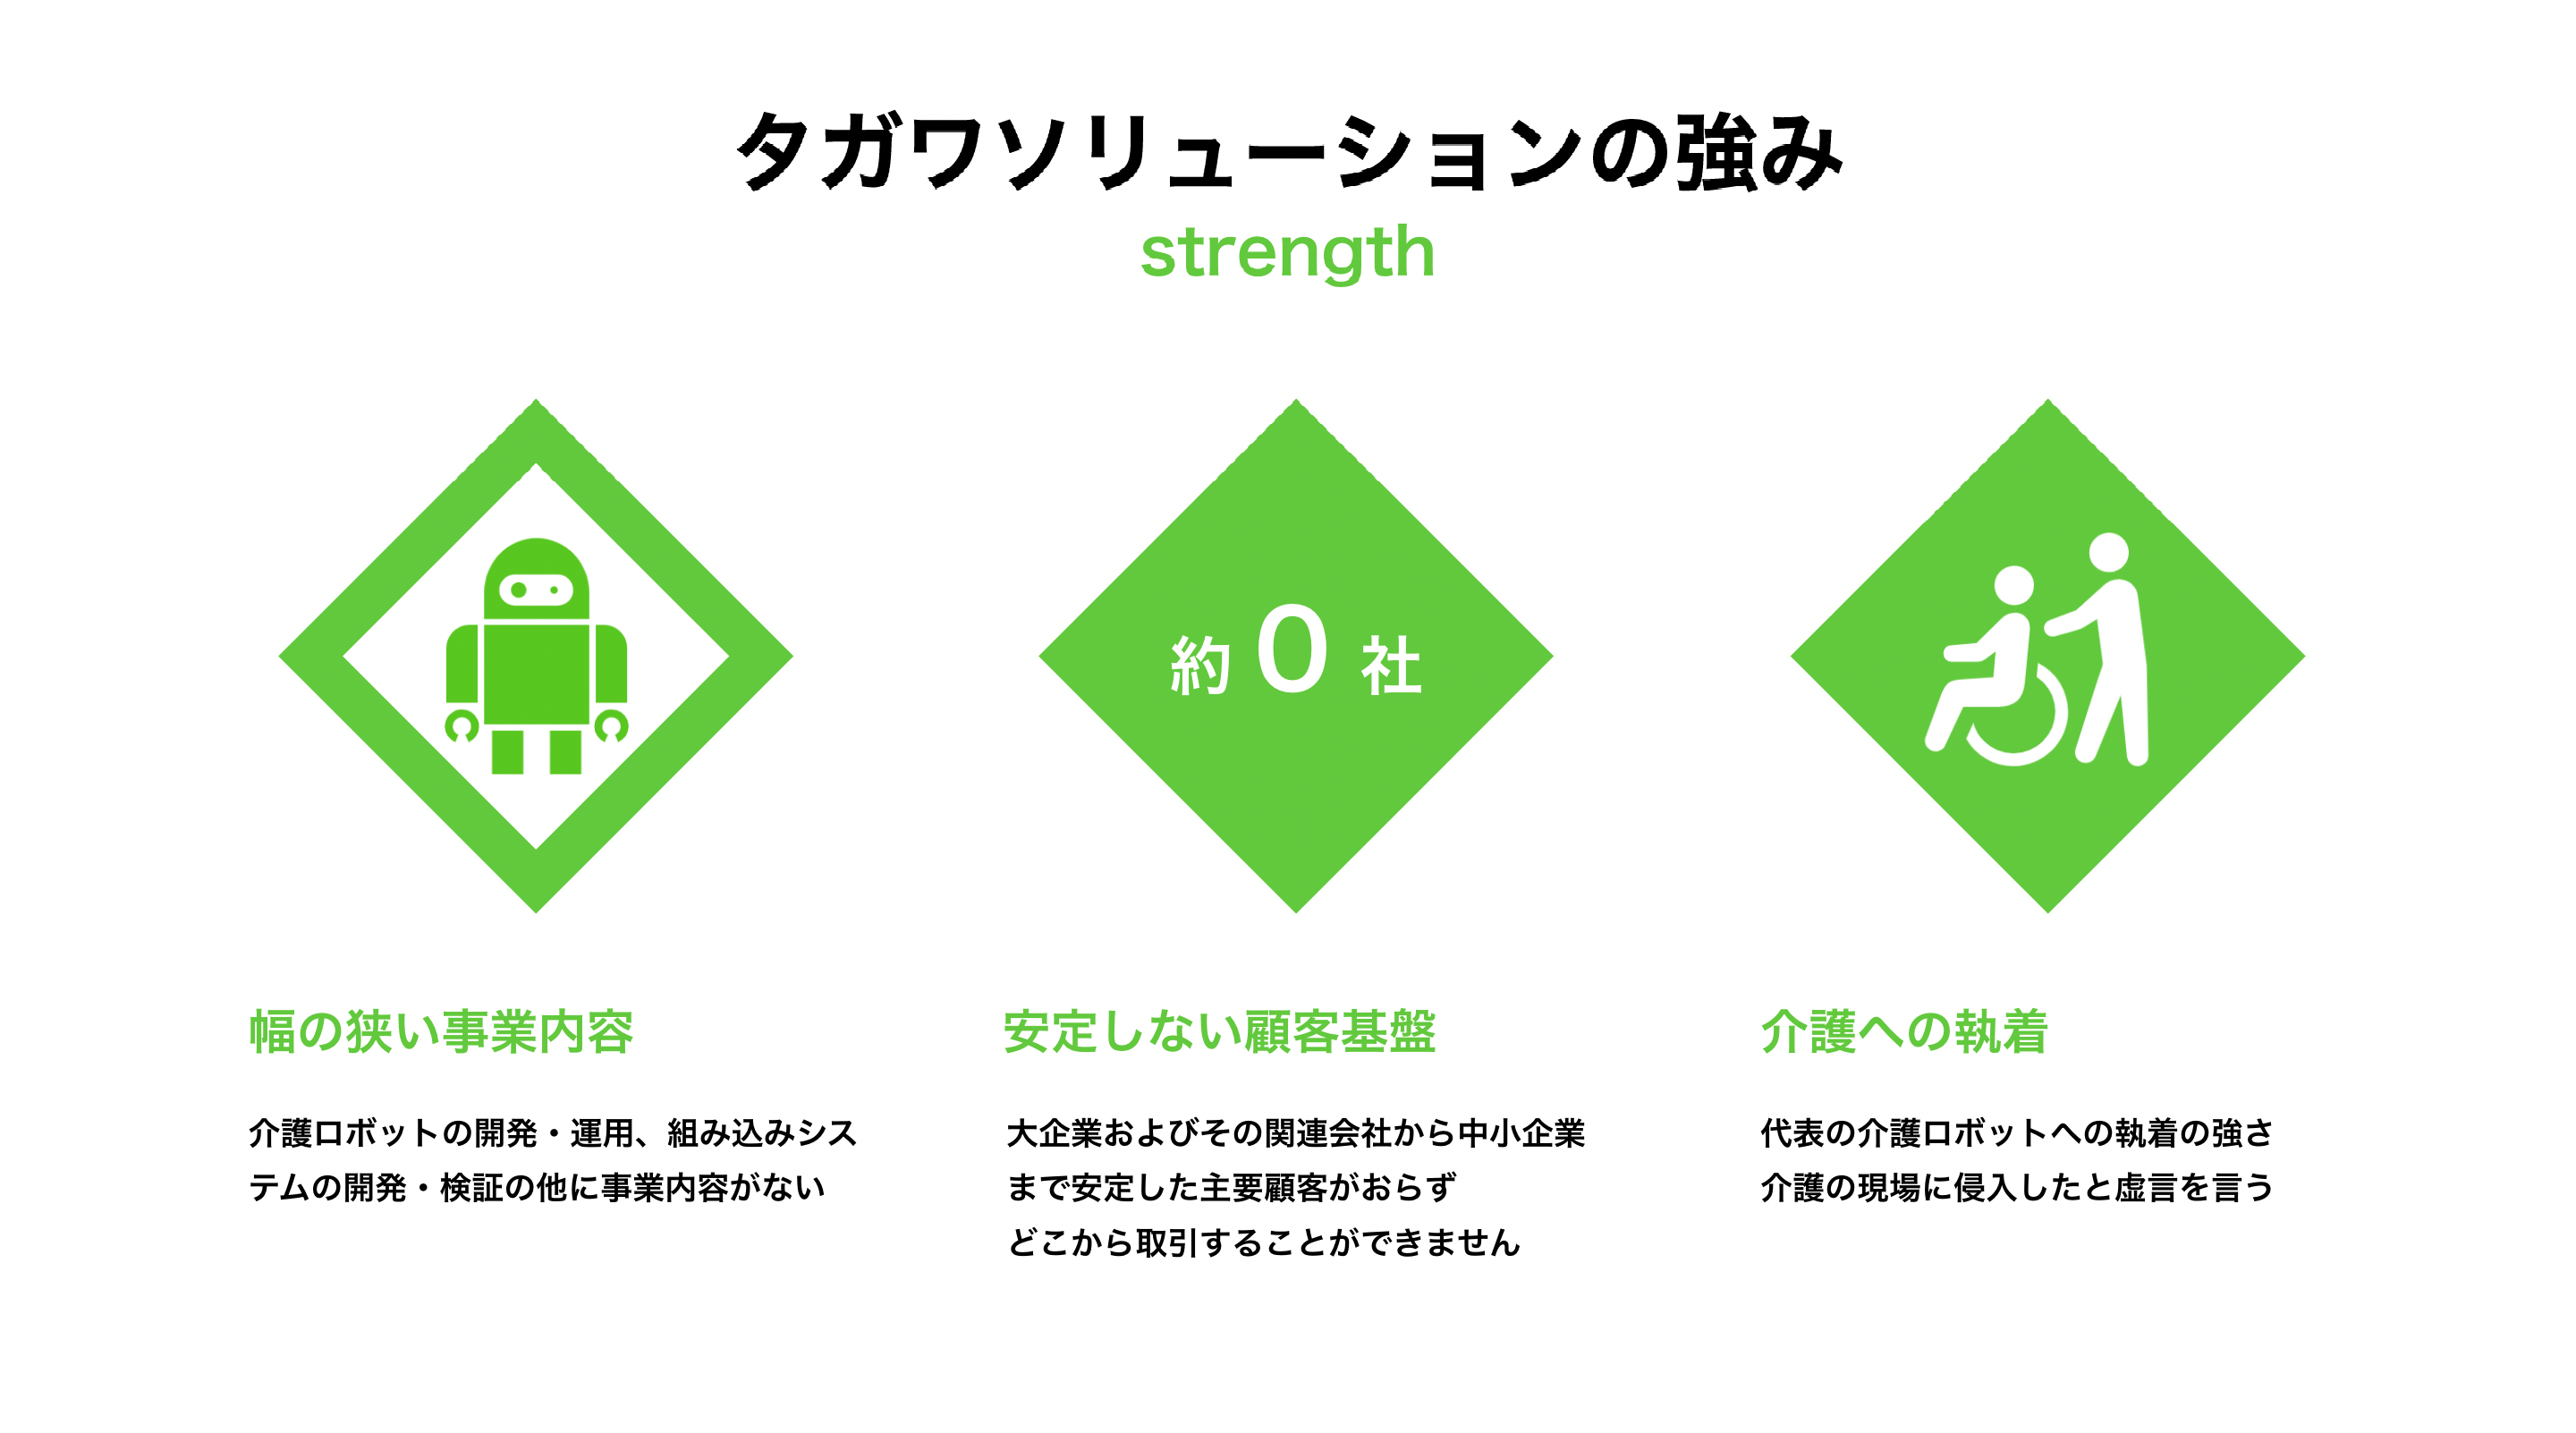 タガワソリューションの強み
strength
約 0 社
幅の狭い事業内容
介護ロボットの開発・運用、組み込みシス
テムの開発・検証の他に事業内容がない
安定しない顧客基盤
大企業およびその関連会社から中小企業
まで安定した主要顧客がおらず
どこから取引することができません
介護への執着
代表の介護ロボットへの執着の強さ
介護の現場に侵入したと虚言を言う